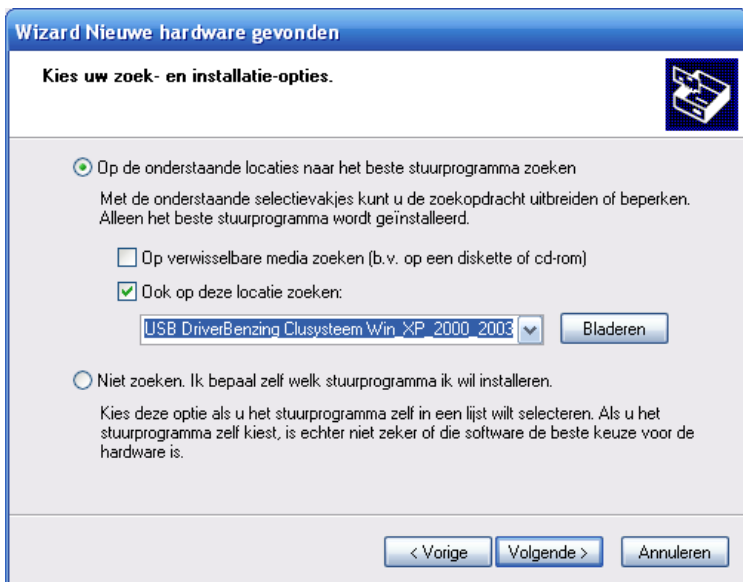 Wizard Nieuwe hardware gevonden
Kies uw zoek- en installatie-opties.
Op de onderstaande locaties naar het beste stuurprogramma zoeken
Met de onderstaande selectievakjes kunt u de zoekopdracht uitbreiden of beperken.
Alleen het beste stuurprogramma wordt geïnstalleerd.
Op verwisselbare media zoeken (b.v. op een diskette of cd-rom)
Ook op deze locatie zoeken:
USB DriverBenzing Clusysteem Win_XP_2000_2003
Bladeren
Niet zoeken. Ik bepaal zelf welk stuurprogramma ik wil installeren.
Kies deze optie als u het stuurprogramma zelf in een lijst wilt selecteren. Als u het
stuurprogramma zelf kiest, is echter niet zeker of die software de beste keuze voor de
hardware is.
< Vorige
Volgende >
Annuleren